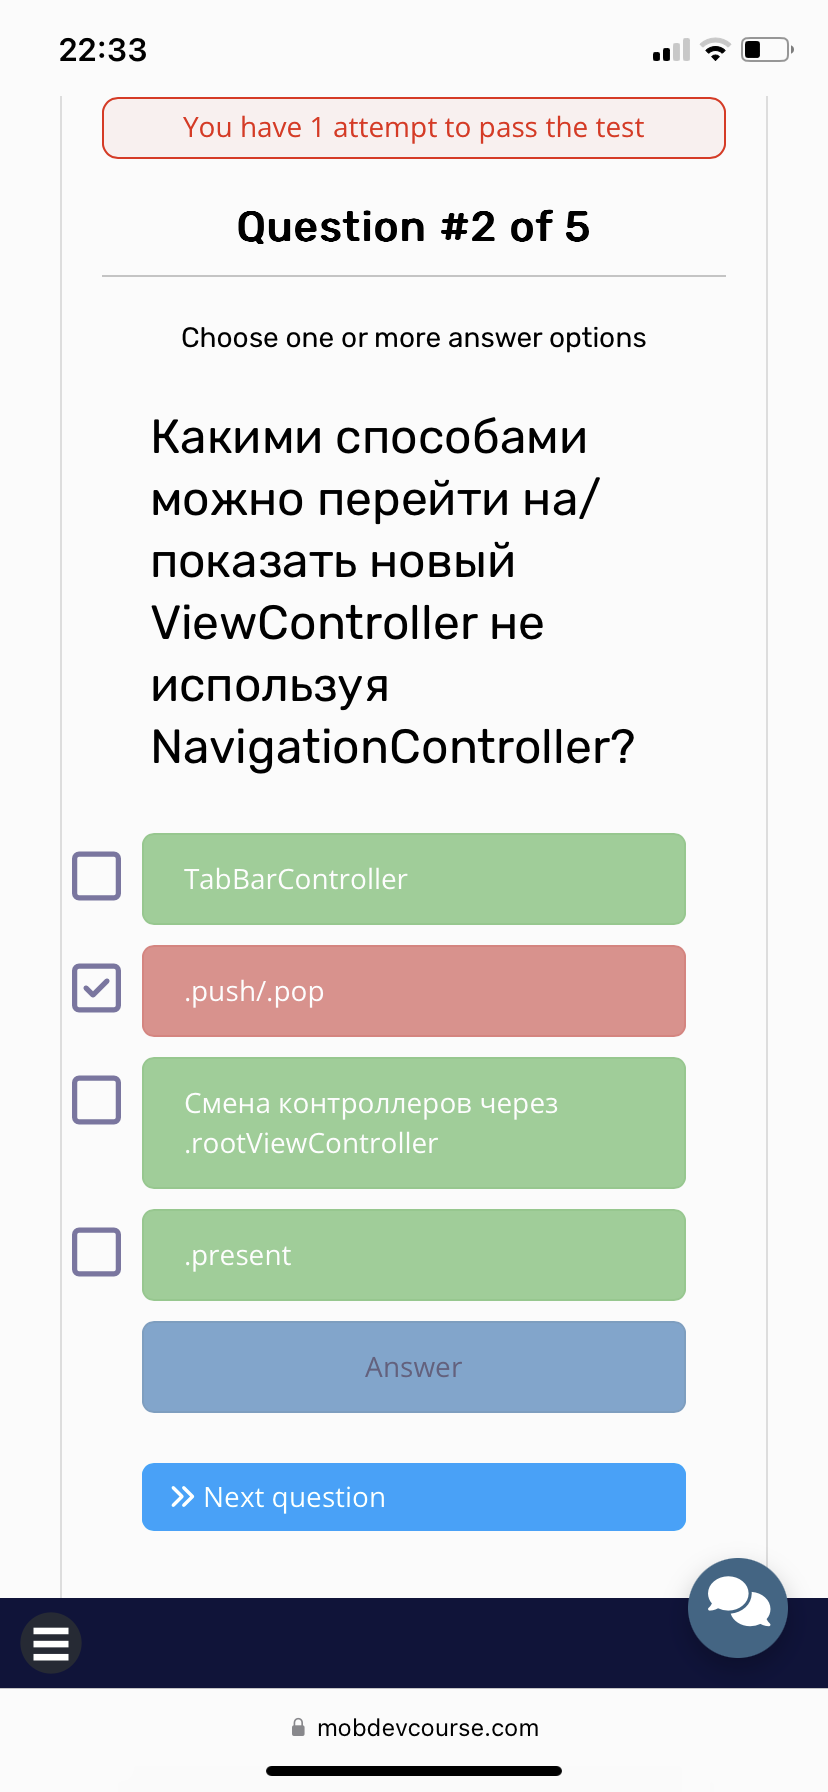 22:33
You have 1 attempt to pass the test
Question #2 of 5
Choose one or more answer options
Какими способами
можно перейти на/
показать новый
ViewController не
используя
NavigationController?
TabBarController
.push/.pop
Смена контроллеров через
.rootViewController
.present
Answer
Next question
mobdevcourse.com